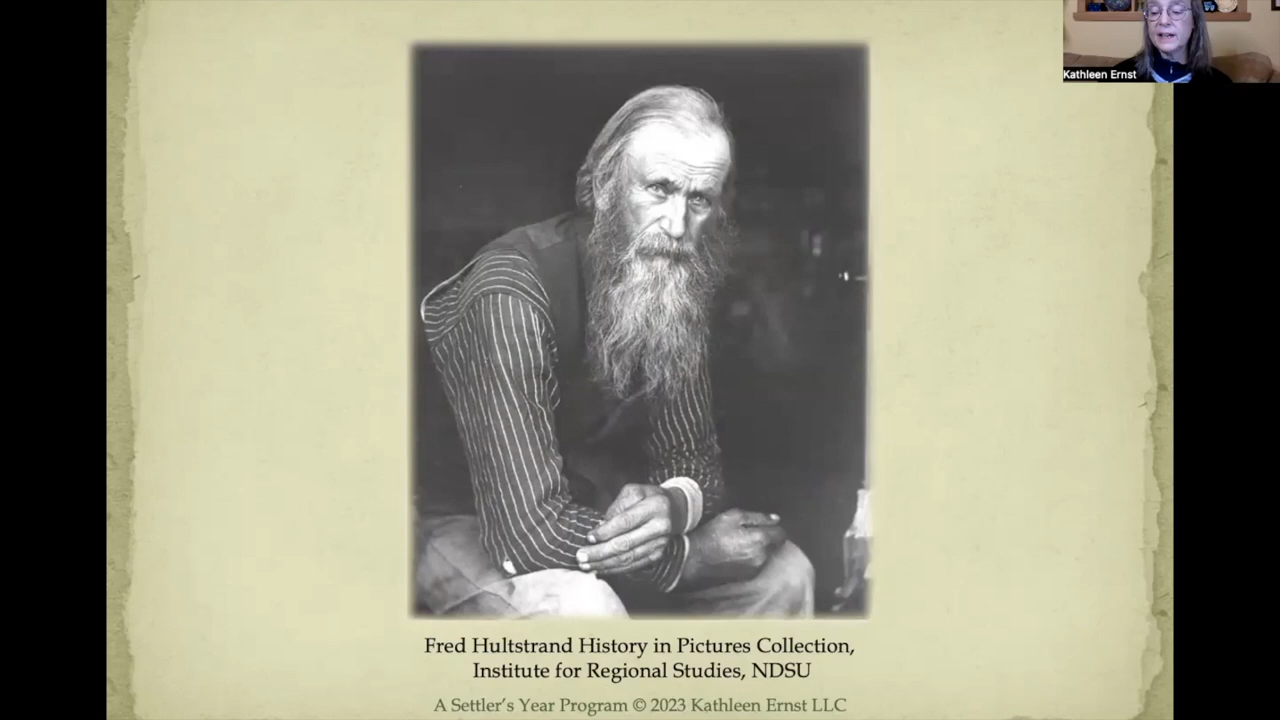 Kathleen Ernst
Fred Hultstrand History in Pictures Collection,
Institute for Regional Studies, NDSU
A Settler's Year Program © 2023 Kathleen Ernst LLC